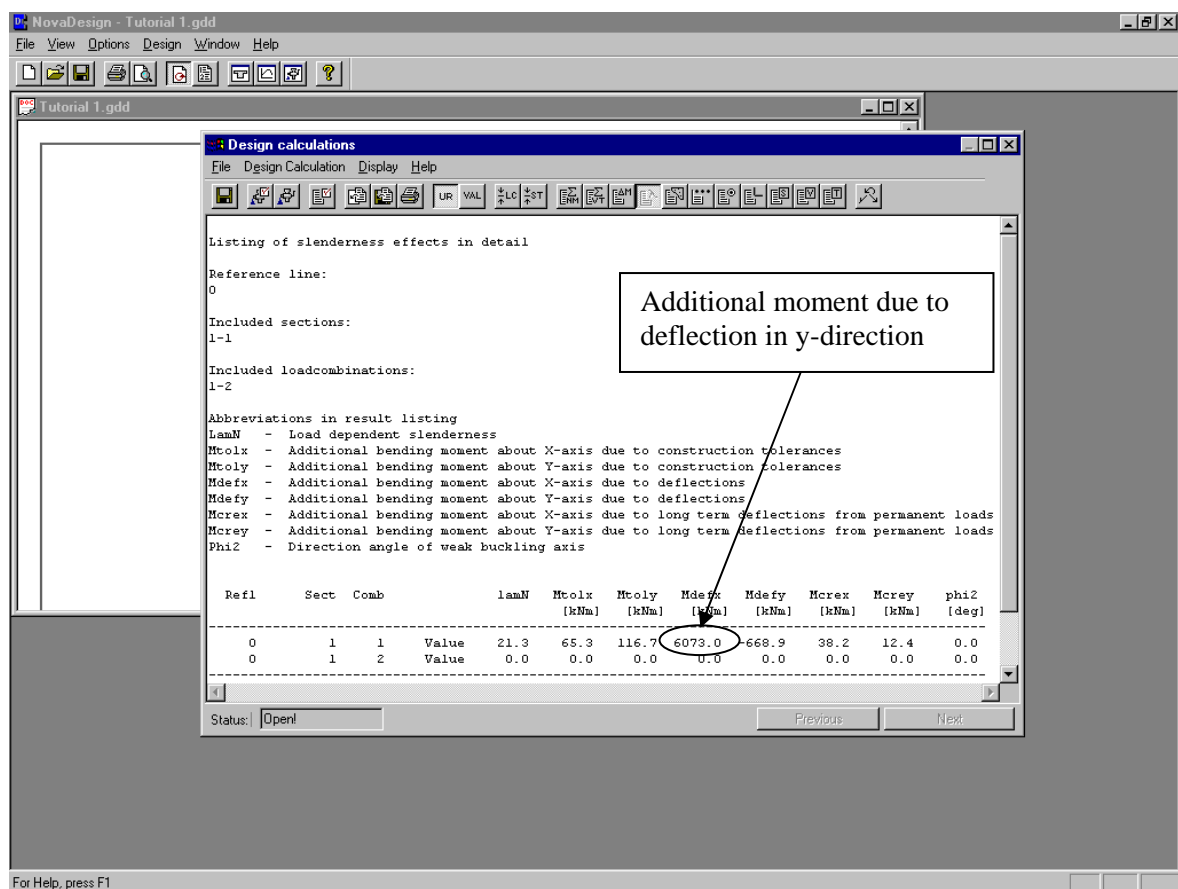 NovaDesign - Tutorial 1.gdd
File View Options Design Window Help
Tutorial 1.gdd
Design calculations
File Design Calculation Display Help
UR VAL LC ST
Listing of slenderness effects in detail
Reference line:
0
Included sections:
1-1
Included loadcombinations:
1-2
Additional moment due to
deflection in y-direction
Abbreviations in result listing
LamN - Load dependent slenderness
Mtolx - Additional bending moment about X-axis due to construction tolerances
Mtoly - Additional bending moment about Y-axis due to construction tolerances
Mdefx - Additional bending moment about X-axis due to deflections
Mdefy - Additional bending moment about Y-axis due to deflections
Mcrex - Additional bending moment about X-axis due to long term deflections from permanent loads
Mcrey - Additional bending moment about Y-axis due to long term deflections from permanent loads
Phi2 - Direction angle of weak buckling axis
Refl Sect Comb lamN Mtolx Mtoly Mdefx Mdefy Mcrex Mcrey phi2
[kNm] [kNm] [kNm] [kNm] [kNm] [kNm] [deg]
0 1 1 Value 21.3 65.3 116.7 6073.0 -668.9 38.2 12.4 0.0
0 1 2 Value 0.0 0.0 0.0 0.0 0.0 0.0 0.0 0.0
Status: Open! Previous Next
For Help, press F1